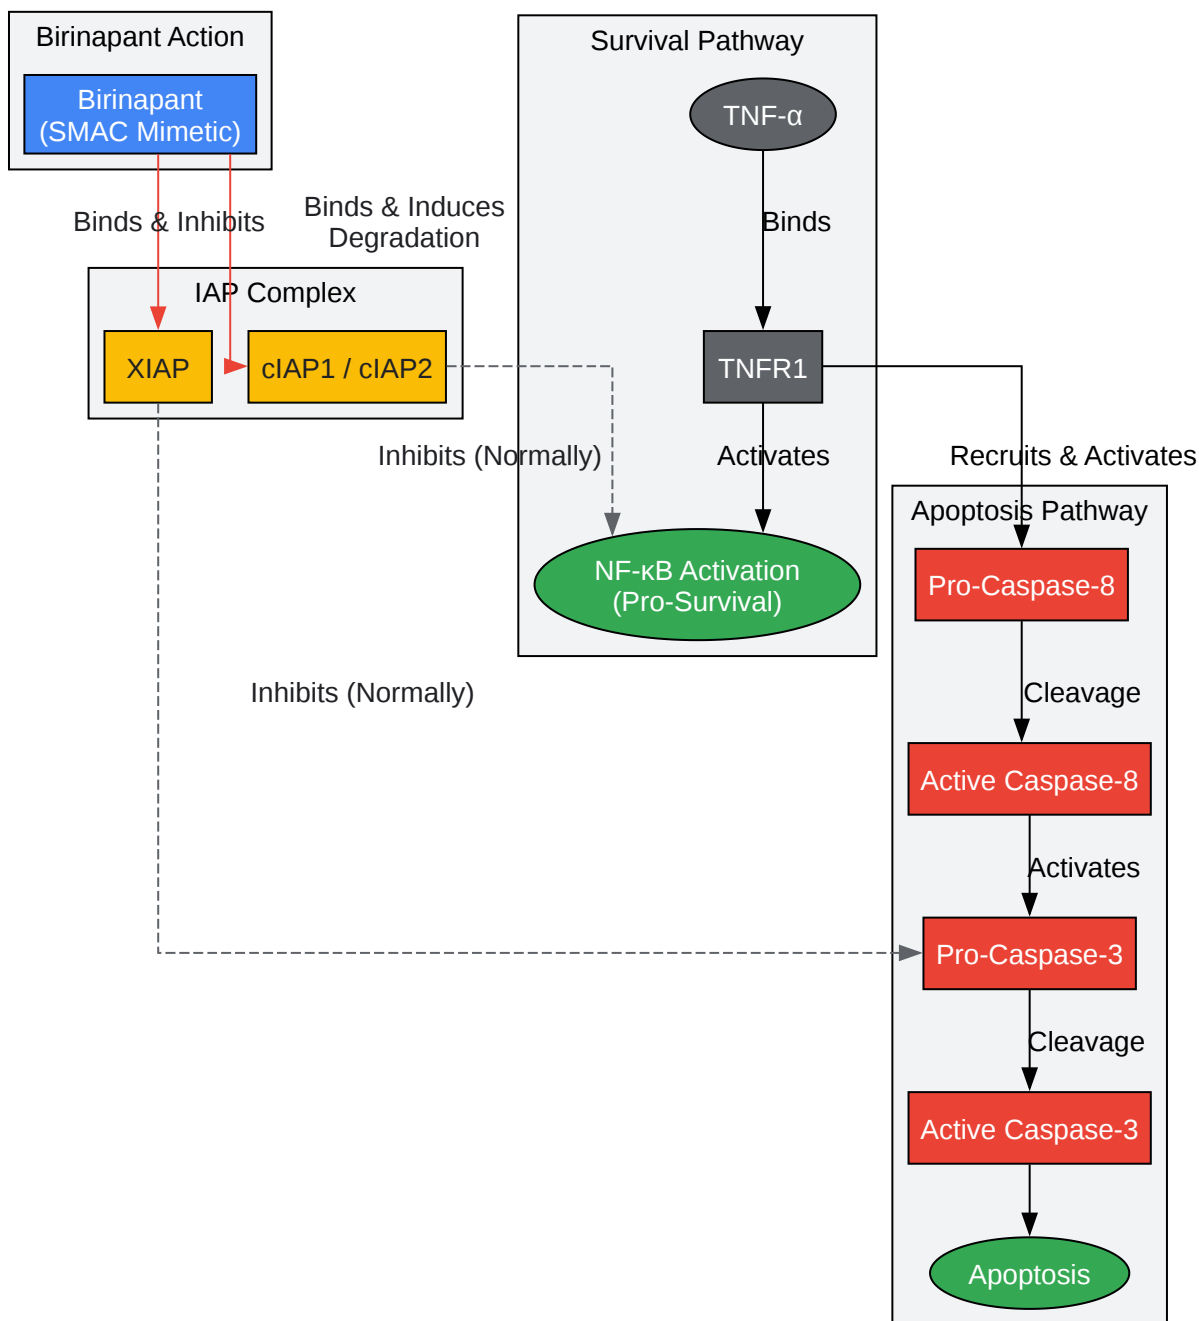 Birinapant Action
Birinapant
(SMAC Mimetic)
Survival Pathway
TNF-α
Binds & Inhibits
Binds & Induces
Degradation
Binds
IAP Complex
XIAP
cIAP1 / cIAP2
TNFR1
Inhibits (Normally)
Activates
Recruits & Activates
Apoptosis Pathway
NF-κB Activation
(Pro-Survival)
Pro-Caspase-8
Inhibits (Normally)
Cleavage
Active Caspase-8
Activates
Pro-Caspase-3
Cleavage
Active Caspase-3
Apoptosis